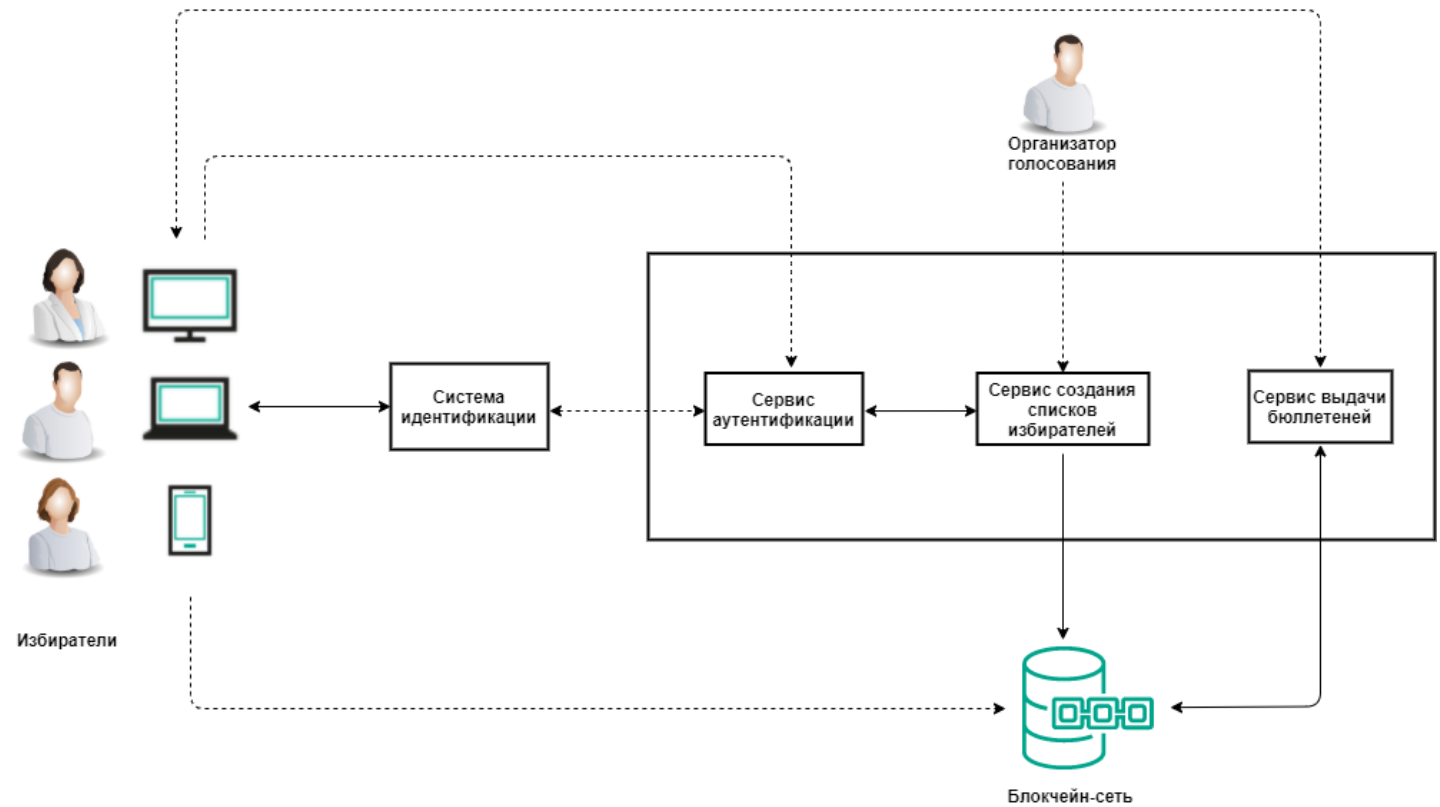 Организатор
голосования
Система
идентификации
Сервис
аутентификации
Сервис создания
списков
избирателей
Сервис выдачи
бюллетеней
Избиратели
Блокчейн-сеть